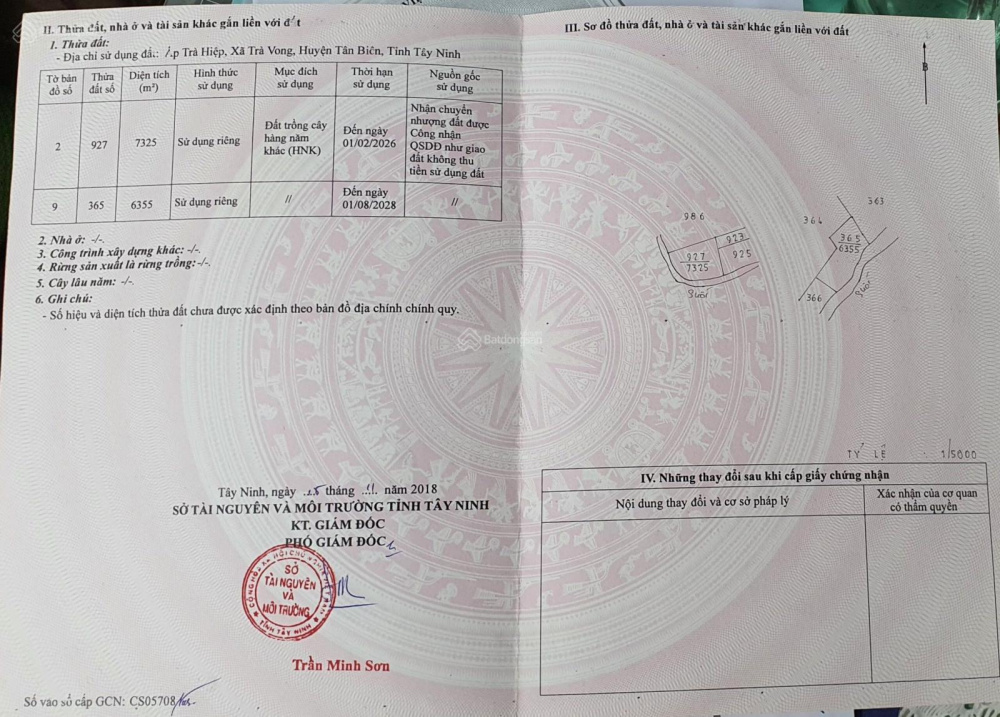 II. Thửa đất, nhà ở và tài sản khác gắn liền với đất
1. Thửa đất:
- Địa chỉ sử dụng đất: Ấp Trà Hiệp, Xã Trà Vong, Huyện Tân Biên, Tỉnh Tây Ninh
Tờ bản đồ số
Thửa đất số
Diện tích (m²)
Hình thức sử dụng
Mục đích sử dụng
Thời hạn sử dụng
Nguồn gốc sử dụng
2
927
7325
Sử dụng riêng
Đất trồng cây hàng năm khác (HNK)
Đến ngày 01/02/2026
Nhận chuyển nhượng đất được Công nhận QSDĐ như giao đất không thu tiền sử dụng đất
9
365
6355
Sử dụng riêng
//
Đến ngày 01/08/2028
//
2. Nhà ở: -/-.
3. Công trình xây dựng khác: -/-.
4. Rừng sản xuất là rừng trồng: -/-.
5. Cây lâu năm: -/-.
6. Ghi chú:
- Số hiệu và diện tích thửa đất chưa được xác định theo bản đồ địa chính chính quy.
Tây Ninh, ngày tháng 11 năm 2018
SỞ TÀI NGUYÊN VÀ MÔI TRƯỜNG TỈNH TÂY NINH
KT. GIÁM ĐỐC
PHÓ GIÁM ĐỐC
SỞ
TÀI NGUYÊN
VÀ
MÔI TRƯỜNG
TỈNH TÂY NINH
Trần Minh Sơn
Số vào sổ cấp GCN: CS05708
III. Sơ đồ thửa đất, nhà ở và tài sản khác gắn liền với đất
B
986
923
927
7325
925
Suối
363
364
365
6355
366
Suối
TỶ LỆ 1/5000
IV. Những thay đổi sau khi cấp giấy chứng nhận
Nội dung thay đổi và cơ sở pháp lý
Xác nhận của cơ quan có thẩm quyền
Batdongsan